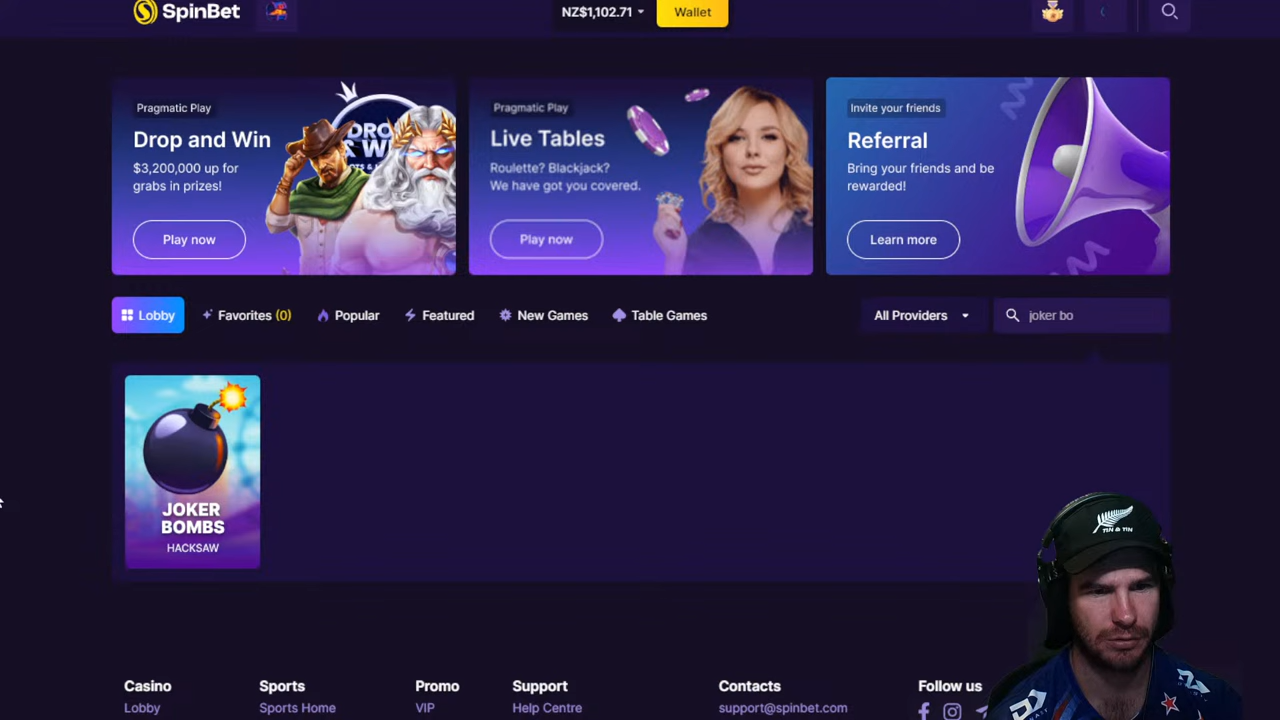 SpinBet
NZ$1,102.71
Wallet
Pragmatic Play
Drop and Win
$3,200,000 up for
grabs in prizes!
Play now
Pragmatic Play
Live Tables
Roulette? Blackjack?
We have got you covered.
Play now
Invite your friends
Referral
Bring your friends and be
rewarded!
Learn more
Lobby
Favorites (0)
Popular
Featured
New Games
Table Games
All Providers
joker bo
JOKER
BOMBS
HACKSAW
TIN & TIN
Casino
Sports
Promo
Support
Contacts
Follow us
Lobby
Sports Home
VIP
Help Centre
support@spinbet.com